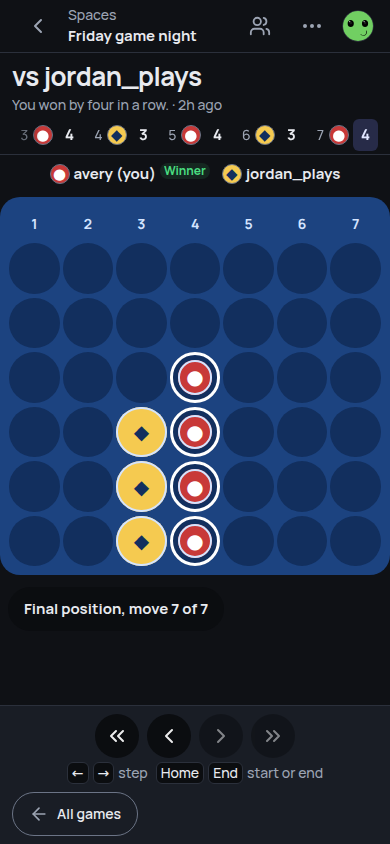 Spaces
Friday game night
vs jordan_plays
You won by four in a row. · 2h ago
3 4 4 3 5 4 6 3 7 4
avery (you) Winner jordan_plays
1 2 3 4 5 6 7
Final position, move 7 of 7
← → step Home End start or end
All games